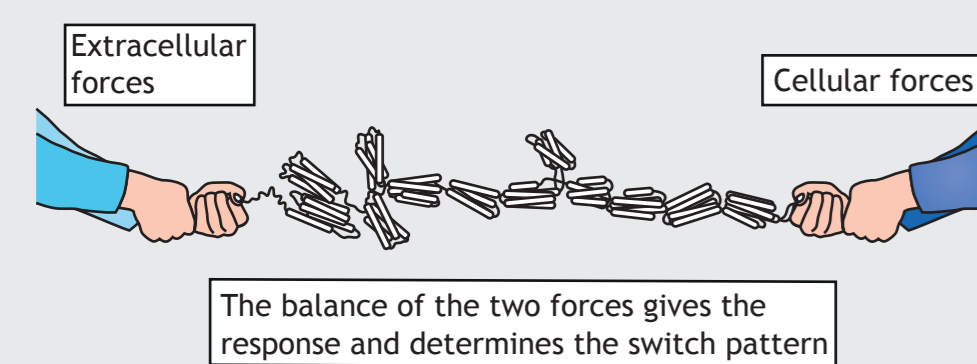 Extracellular
forces
Cellular forces
The balance of the two forces gives the
response and determines the switch pattern